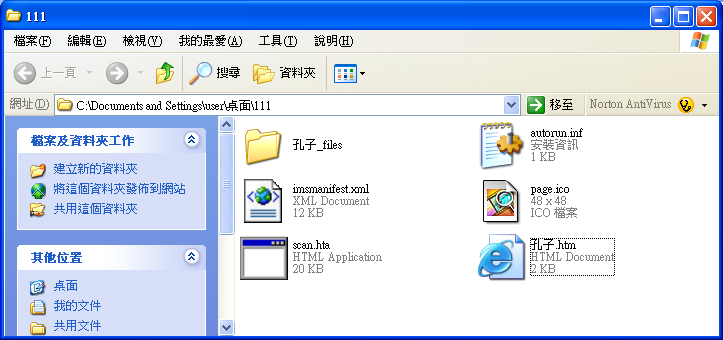 111
檔案(F) 編輯(E) 檢視(V) 我的最愛(A) 工具(T) 說明(H)
上一頁 搜尋 資料夾
網址(D) C:\Documents and Settings\user\桌面\111 移至 Norton AntiVirus
檔案及資料夾工作
建立新的資料夾
將這個資料夾發佈到網站
共用這個資料夾
其他位置
桌面
我的文件
共用文件
孔子_files
autorun.inf
安裝資訊
1 KB
imsmanifest.xml
XML Document
12 KB
page.ico
48 x 48
ICO 檔案
scan.hta
HTML Application
20 KB
孔子.htm
HTML Document
2 KB